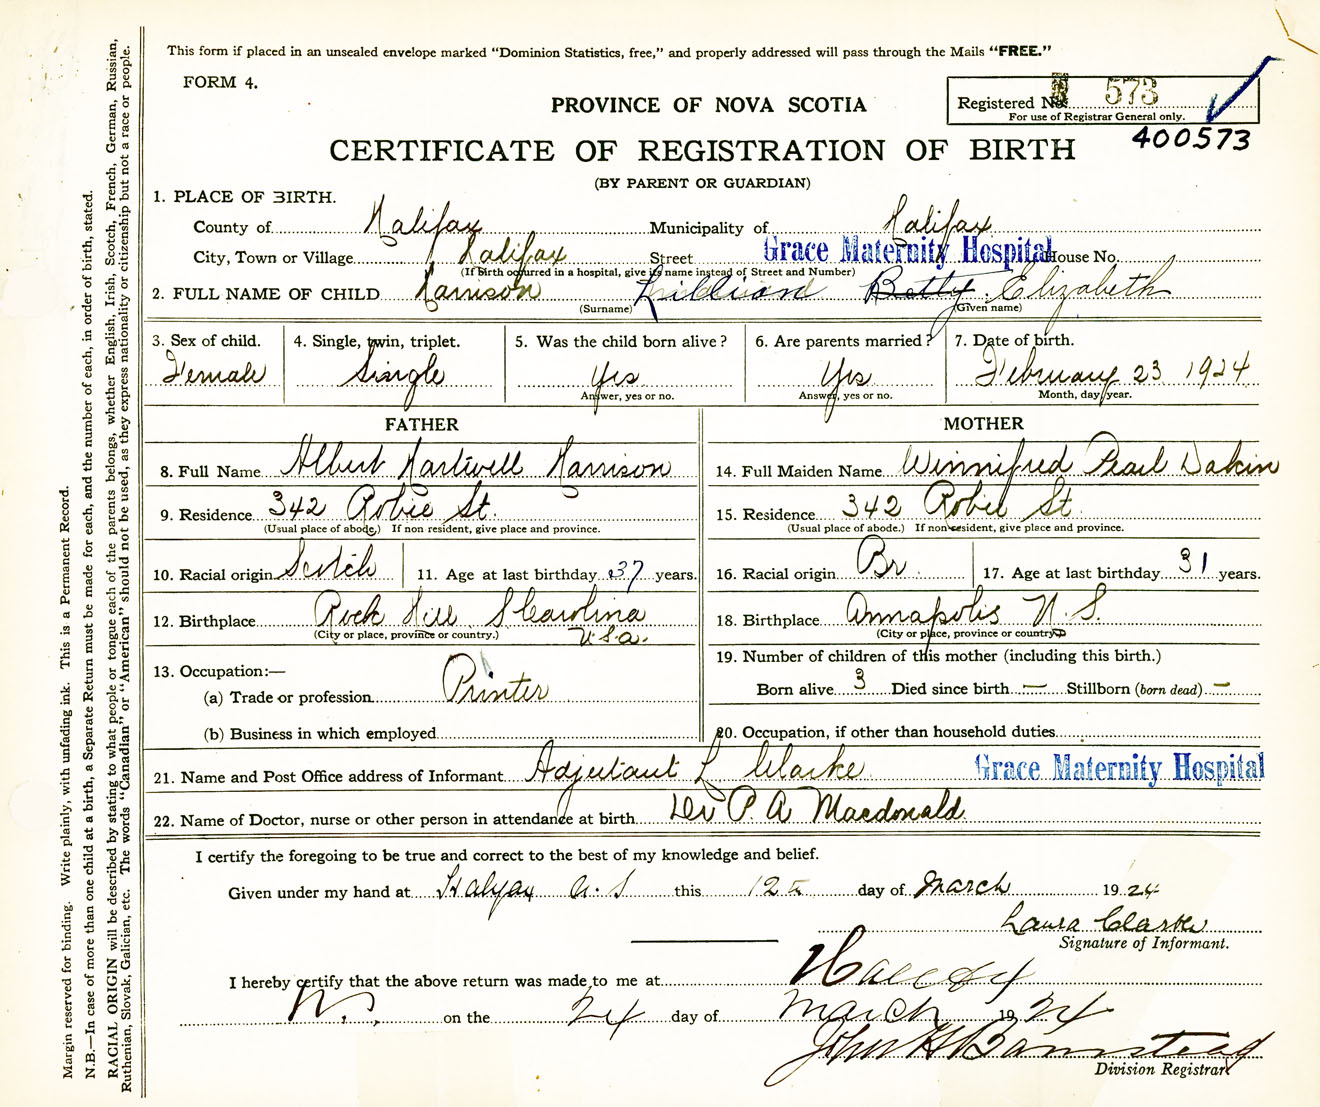 This form if placed in an unsealed envelope marked “Dominion Statistics, free,” and properly addressed will pass through the Mails “FREE.”
FORM 4.
Registered No. 573
For use of Registrar General only.
400573
PROVINCE OF NOVA SCOTIA
CERTIFICATE OF REGISTRATION OF BIRTH
(BY PARENT OR GUARDIAN)
1. PLACE OF BIRTH.
County of Halifax Municipality of Halifax
City, Town or Village Halifax Street Grace Maternity Hospital House No.
(If birth occurred in a hospital, give its name instead of Street and Number)
2. FULL NAME OF CHILD Harrison Lillian Betty Elizabeth
(Surname) (Given name)
3. Sex of child. 4. Single, twin, triplet. 5. Was the child born alive? 6. Are parents married? 7. Date of birth.
Female Single Yes Yes February 23 1924
Answer, yes or no. Answer, yes or no. Month, day, year.
FATHER MOTHER
8. Full Name Albert Hartwell Harrison 14. Full Maiden Name Winnifred Pearl Dakin
9. Residence 342 Robie St. 15. Residence 342 Robie St
(Usual place of abode.) If non resident, give place and province. (Usual place of abode.) If non resident, give place and province.
10. Racial origin Scotch 11. Age at last birthday 37 years. 16. Racial origin Br. 17. Age at last birthday 31 years.
12. Birthplace Rock Hill S Carolina U.S.A. 18. Birthplace Annapolis N.S.
(City or place, province or country.) (City or place, province or country)
13. Occupation:— 19. Number of children of this mother (including this birth.)
(a) Trade or profession Printer Born alive 3 Died since birth — Stillborn (born dead) —
(b) Business in which employed 20. Occupation, if other than household duties
21. Name and Post Office address of Informant Adjutant L Clarke Grace Maternity Hospital
22. Name of Doctor, nurse or other person in attendance at birth Dr P. A Macdonald
I certify the foregoing to be true and correct to the best of my knowledge and belief.
Given under my hand at Halifax N.S this 12th day of March 1924
Laura Clarke
Signature of Informant.
I hereby certify that the above return was made to me at Halifax
N.S. on the 24 day of March 1924
John H Barnstead
Division Registrar
Margin reserved for binding. Write plainly, with unfading ink. This is a Permanent Record.
N.B.—In case of more than one child at a birth, a Separate Return must be made for each, and the number of each, in order of birth, stated.
RACIAL ORIGIN will be described by stating to what people or tongue each of the parents belongs, whether English, Irish, Scotch, French, German, Russian,
Ruthenian, Slovak, Galician, etc. The words “Canadian” or “American” should not be used, as they express nationality or citizenship but not a race or people.